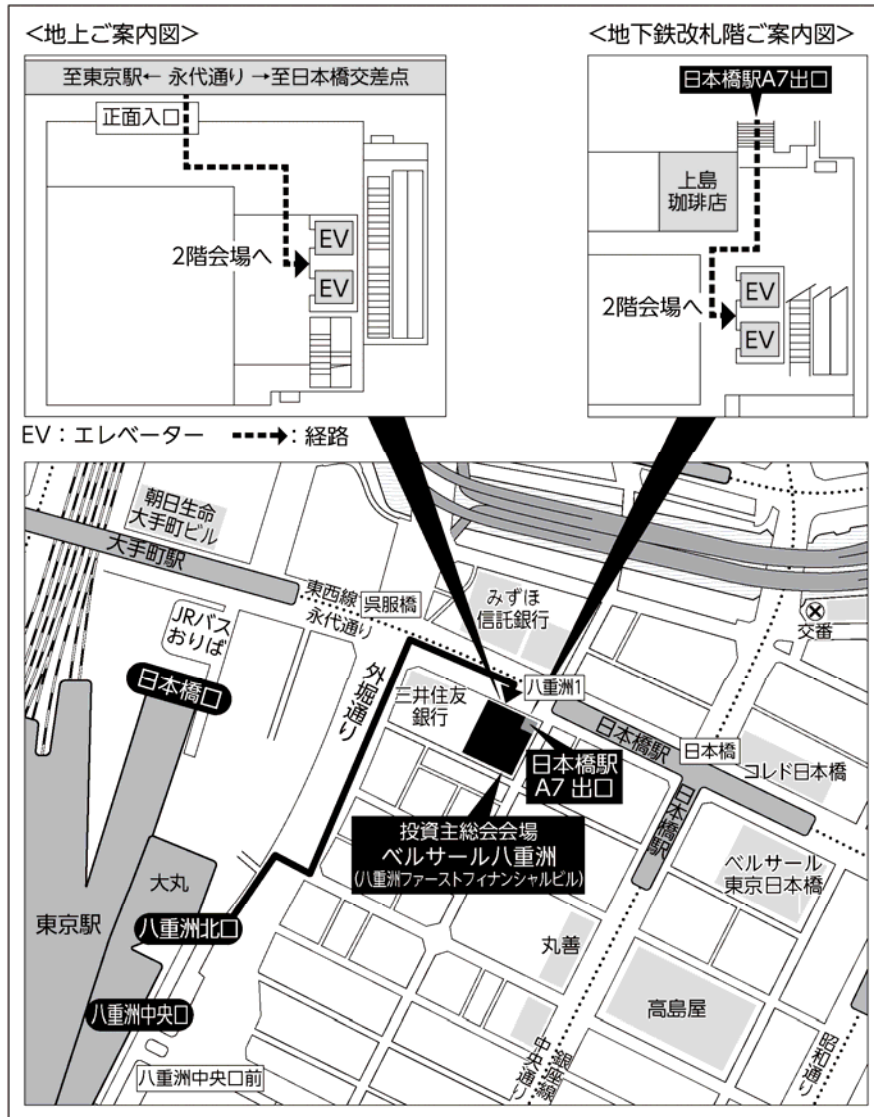 <地上ご案内図>
至東京駅← 永代通り →至日本橋交差点
正面入口
EV
2階会場へ
EV
<地下鉄改札階ご案内図>
日本橋駅A7出口
上島
珈琲店
EV
2階会場へ
EV
EV：エレベーター　：経路
朝日生命
大手町ビル
大手町駅
東西線
永代通り
呉服橋
みずほ
信託銀行
交番
JRバス
おりば
日本橋口
外堀通り
三井住友
銀行
八重洲1
日本橋駅
A7 出口
日本橋駅
日本橋
コレド日本橋
日本橋駅
投資主総会会場
ベルサール八重洲
(八重洲ファーストフィナンシャルビル)
ベルサール
東京日本橋
大丸
東京駅
八重洲北口
丸善
八重洲中央口
高島屋
八重洲中央口前
中央通り
銀座線
昭和通り